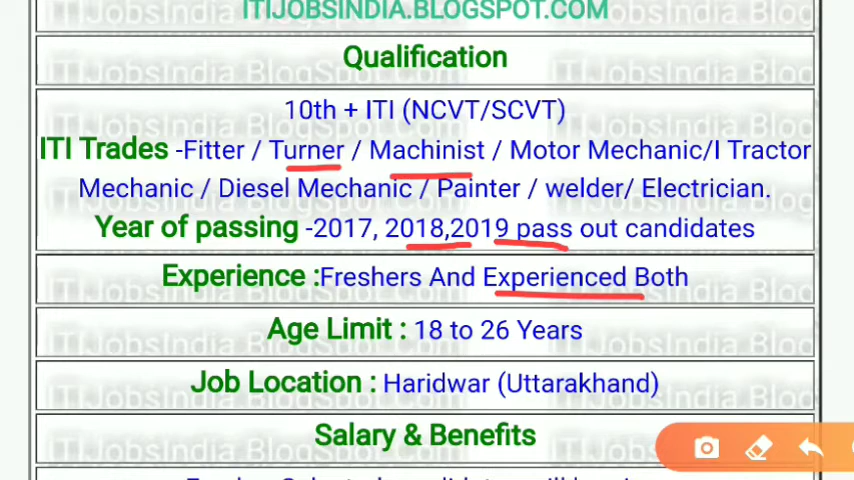 ITIJOBSINDIA.BLOGSPOT.COM
Qualification
10th + ITI (NCVT/SCVT)
ITI Trades -Fitter / Turner / Machinist / Motor Mechanic/I Tractor
Mechanic / Diesel Mechanic / Painter / welder/ Electrician.
Year of passing -2017, 2018,2019 pass out candidates
Experience :Freshers And Experienced Both
Age Limit : 18 to 26 Years
Job Location : Haridwar (Uttarakhand)
Salary & Benefits